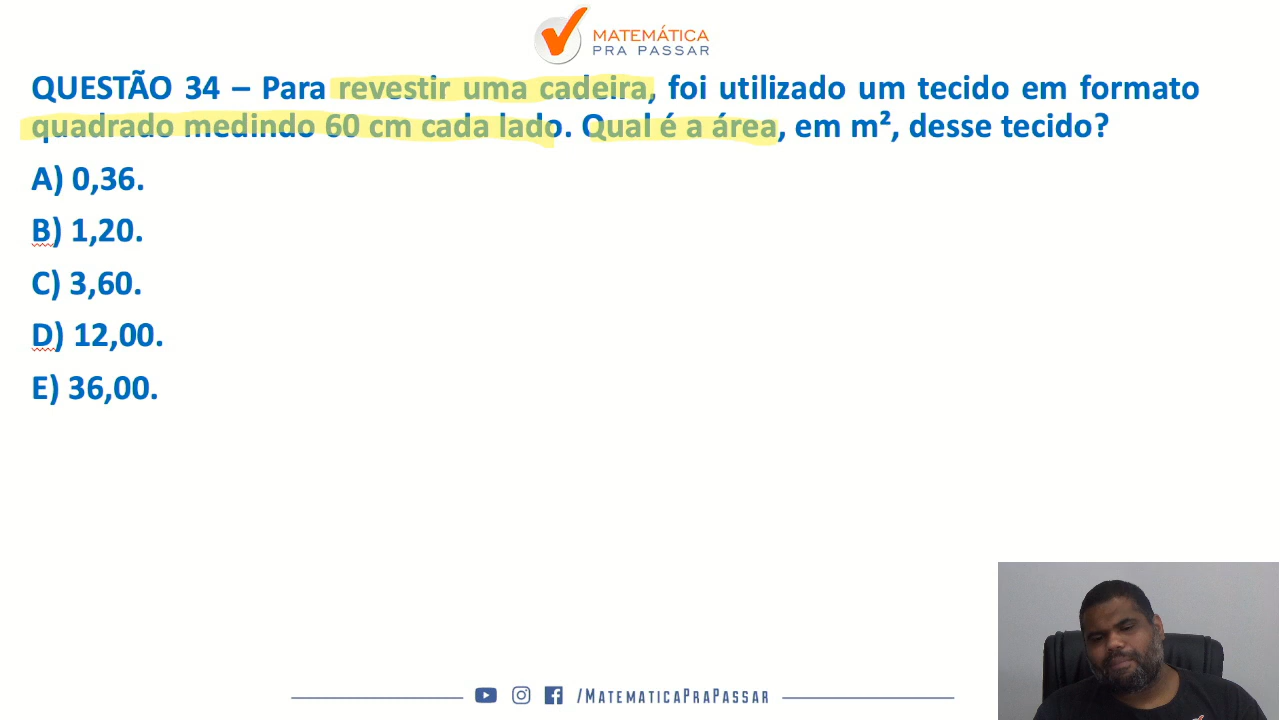 MATEMÁTICA
PRA PASSAR
QUESTÃO 34 – Para revestir uma cadeira, foi utilizado um tecido em formato
quadrado medindo 60 cm cada lado. Qual é a área, em m², desse tecido?
A) 0,36.
B) 1,20.
C) 3,60.
D) 12,00.
E) 36,00.
/MATEMATICAPRAPASSAR